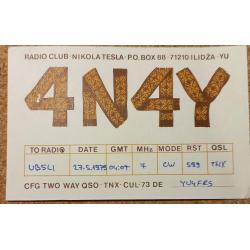 RADIO CLUB · NIKOLA TESLA · P.O. BOX 88 · 71210 ILIDŽA · YU
4N4Y
TO RADIO DATE GMT MHz MODE RST QSL
UB5LI 27.5.1979 04:07 7 CW 599 TNX
CFG TWO WAY QSO · TNX · CUL · 73 DE YU4FRS